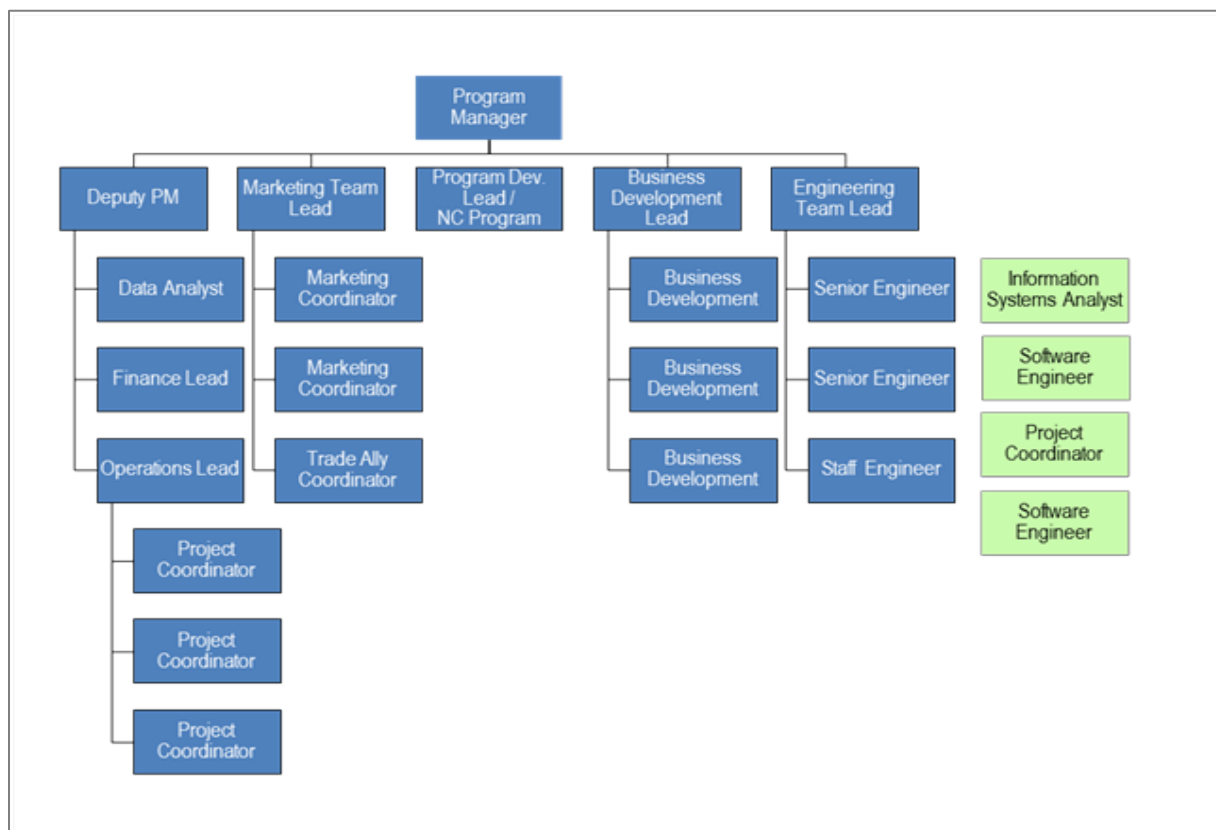 Program
Manager
Deputy PM
Marketing Team
Lead
Program Dev.
Lead /
NC Program
Business
Development
Lead
Engineering
Team Lead
Data Analyst
Marketing
Coordinator
Business
Development
Senior Engineer
Information
Systems Analyst
Finance Lead
Marketing
Coordinator
Business
Development
Senior Engineer
Software
Engineer
Operations Lead
Trade Ally
Coordinator
Business
Development
Staff Engineer
Project
Coordinator
Software
Engineer
Project
Coordinator
Project
Coordinator
Project
Coordinator